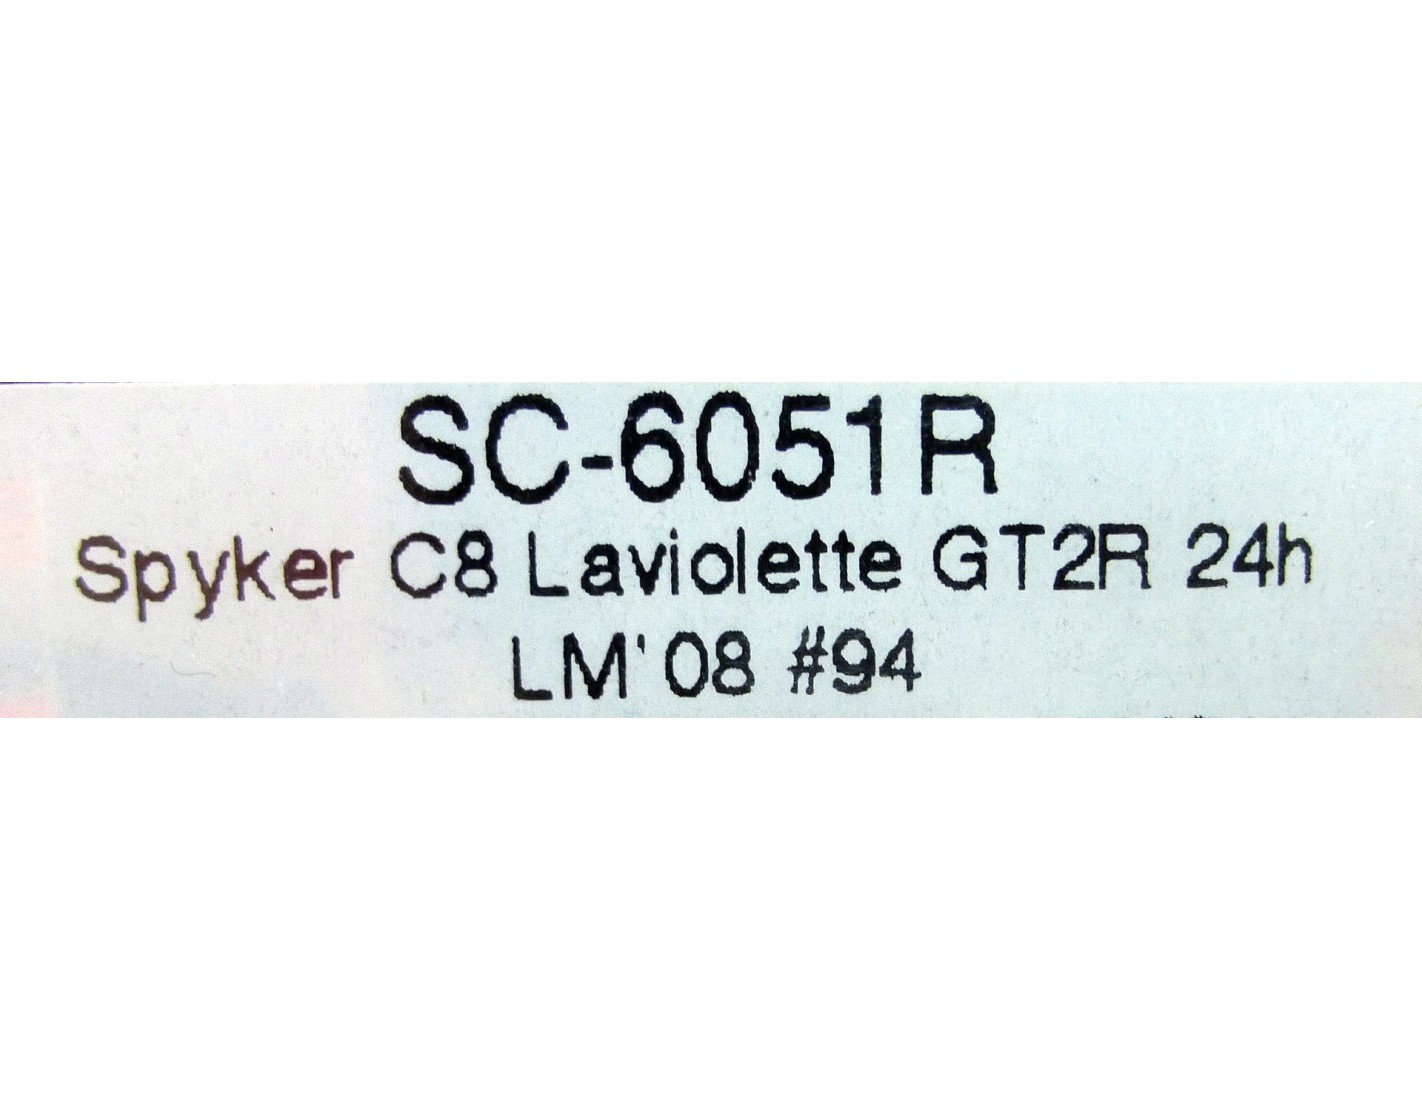 SC-6051R
Spyker C8 Laviolette GT2R 24h
LM'08 #94